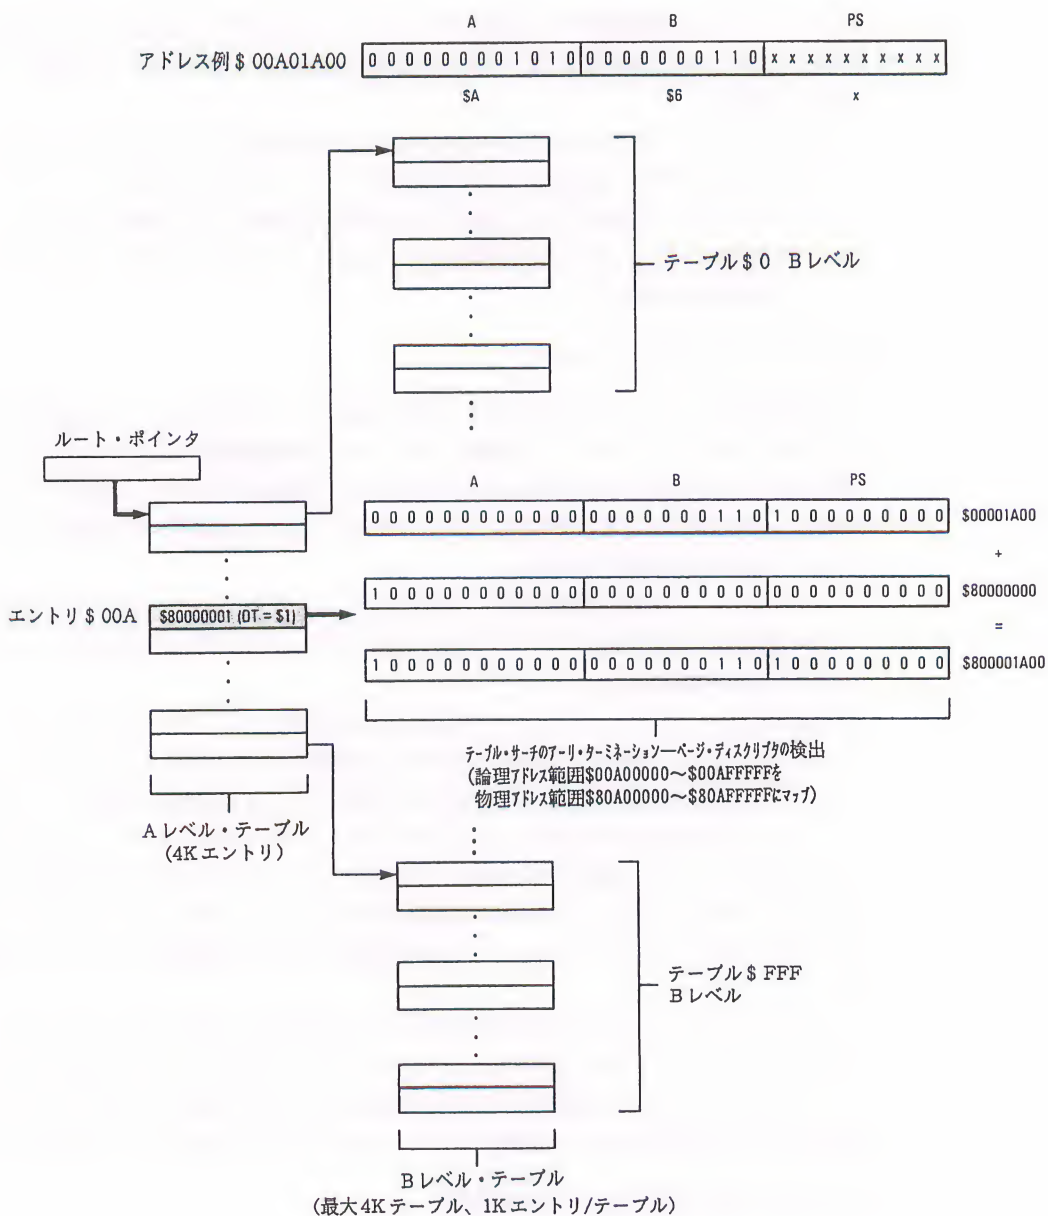 A B PS
アドレス例 $ 00A01A00 0 0 0 0 0 0 0 0 1 0 1 0 0 0 0 0 0 0 0 1 1 0 x x x x x x x x x x
$A $6 x
テーブル $ 0 Bレベル
ルート・ポインタ
A B PS
0 0 0 0 0 0 0 0 0 0 0 0 0 0 0 0 0 0 0 1 1 0 1 0 0 0 0 0 0 0 0 0 $00001A00
+
エントリ $ 00A $80000001 (DT = $1) 1 0 0 0 0 0 0 0 0 0 0 0 0 0 0 0 0 0 0 0 0 0 0 0 0 0 0 0 0 0 0 0 $80000000
=
1 0 0 0 0 0 0 0 0 0 0 0 0 0 0 0 0 0 0 1 1 0 1 0 0 0 0 0 0 0 0 0 $800001A00
テーブル・サーチのアーリ・ターミネーション―ページ・ディスクリプタの検出
(論理アドレス範囲$00A00000〜$00AFFFFFを
物理アドレス範囲$80A00000〜$80AFFFFFにマップ)
Aレベル・テーブル
(4Kエントリ)
テーブル $ FFF
Bレベル
Bレベル・テーブル
(最大4Kテーブル、1Kエントリ/テーブル)